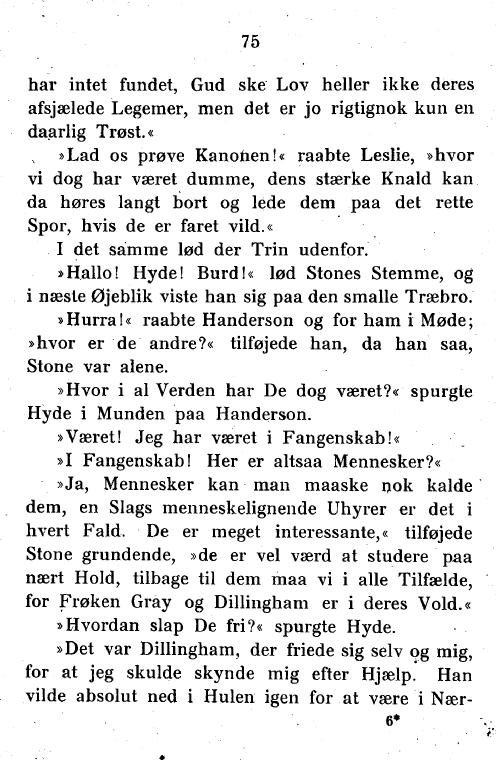 75
har intet fundet, Gud ske Lov heller ikke deres
afsjælede Legemer, men det er jo rigtignok kun en
daarlig Trøst.«
»Lad os prøve Kanonen!« raabte Leslie, »hvor
vi dog har været dumme, dens stærke Knald kan
da høres langt bort og lede dem paa det rette
Spor, hvis de er faret vild.«
I det samme lød der Trin udenfor.
»Hallo! Hyde! Burd!« lød Stones Stemme, og
i næste Øjeblik viste han sig paa den smalle Træbro.
»Hurra!« raabte Handerson og for ham i Møde;
»hvor er de andre?« tilføjede han, da han saa,
Stone var alene.
»Hvor i al Verden har De dog været?« spurgte
Hyde i Munden paa Handerson.
»Været! Jeg har været i Fangenskab!«
»I Fangenskab! Her er altsaa Mennesker?«
»Ja, Mennesker kan man maaske nok kalde
dem, en Slags menneskelignende Uhyrer er det i
hvert Fald. De er meget interessante,« tilføjede
Stone grundende, »de er vel værd at studere paa
nært Hold, tilbage til dem maa vi i alle Tilfælde,
for Frøken Gray og Dillingham er i deres Vold.«
»Hvordan slap De fri?« spurgte Hyde.
»Det var Dillingham, der friede sig selv og mig,
for at jeg skulde skynde mig efter Hjælp. Han
vilde absolut ned i Hulen igen for at være i Nær-
6*